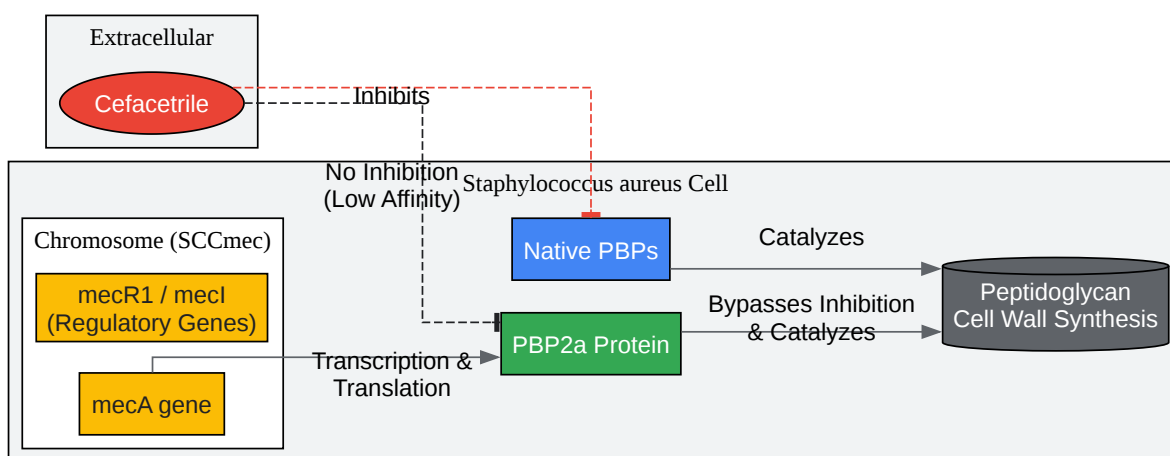 Extracellular
Cefacetrile
Inhibits
No Inhibition
(Low Affinity)
Staphylococcus aureus Cell
Chromosome (SCCmec)
mecR1 / mecI
(Regulatory Genes)
mecA gene
Transcription &
Translation
Native PBPs
PBP2a Protein
Catalyzes
Bypasses Inhibition
& Catalyzes
Peptidoglycan
Cell Wall Synthesis